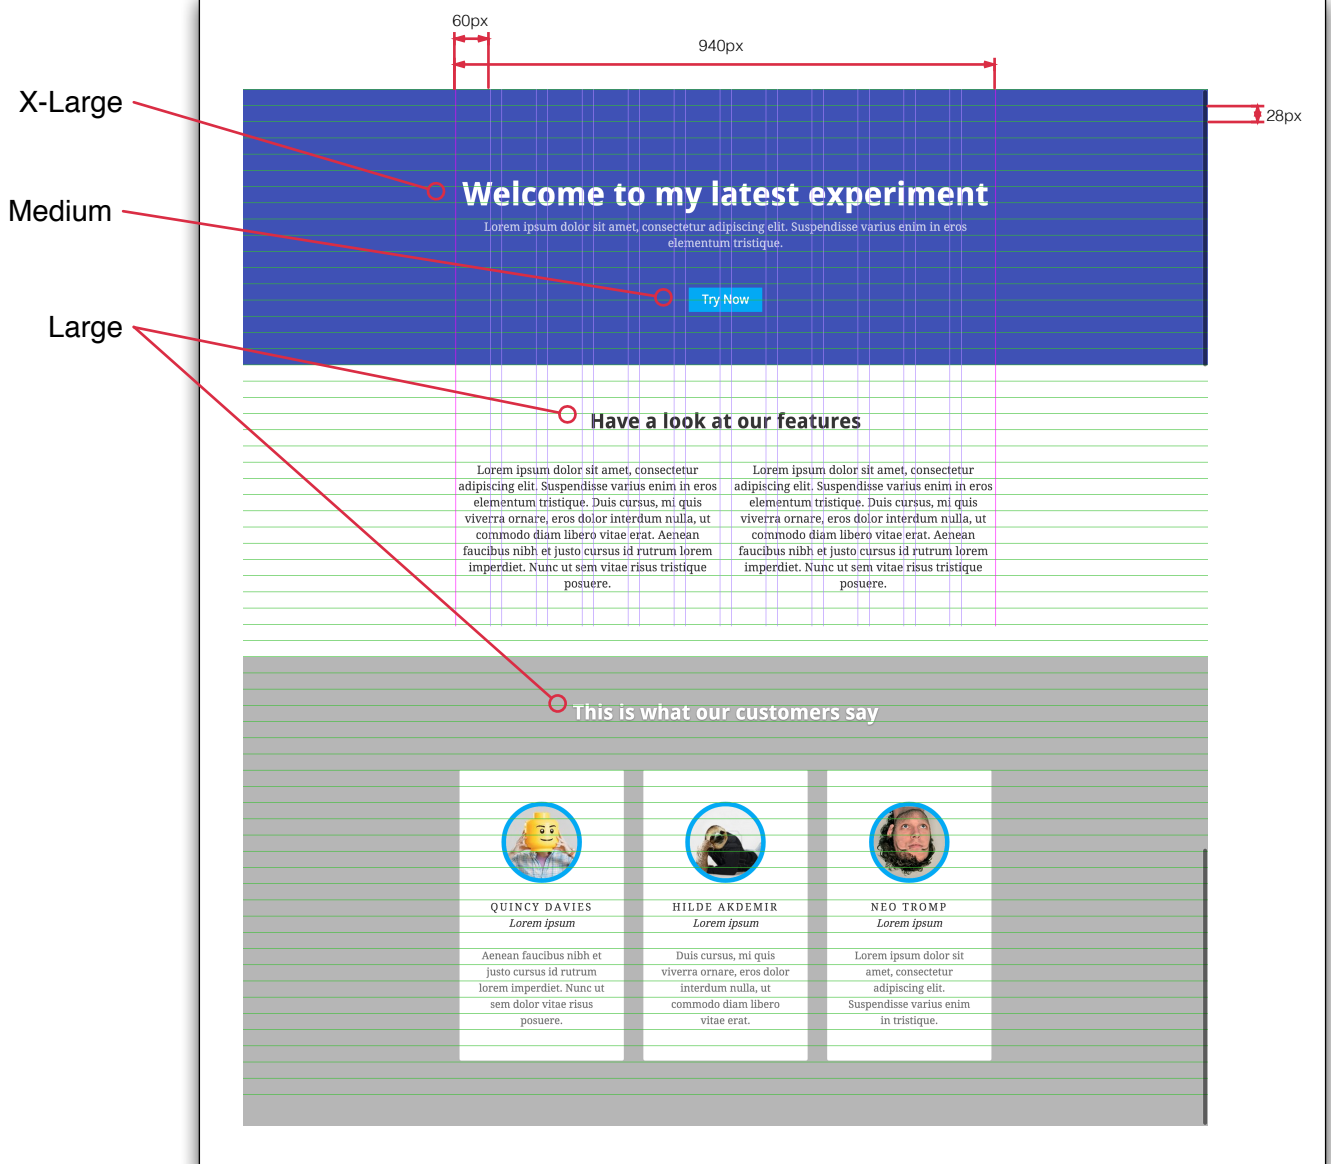 60px
940px
X-Large
28px
Welcome to my latest experiment
Medium
Lorem ipsum dolor sit amet, consectetur adipiscing elit. Suspendisse varius enim in eros
elementum tristique.
Try Now
Large
Have a look at our features
Lorem ipsum dolor sit amet, consectetur
adipiscing elit. Suspendisse varius enim in eros
elementum tristique. Duis cursus, mi quis
viverra ornare, eros dolor interdum nulla, ut
commodo diam libero vitae erat. Aenean
faucibus nibh et justo cursus id rutrum lorem
imperdiet. Nunc ut sem vitae risus tristique
posuere.
Lorem ipsum dolor sit amet, consectetur
adipiscing elit. Suspendisse varius enim in eros
elementum tristique. Duis cursus, mi quis
viverra ornare, eros dolor interdum nulla, ut
commodo diam libero vitae erat. Aenean
faucibus nibh et justo cursus id rutrum lorem
imperdiet. Nunc ut sem vitae risus tristique
posuere.
This is what our customers say
QUINCY DAVIES
Lorem ipsum
Aenean faucibus nibh et
justo cursus id rutrum
lorem imperdiet. Nunc ut
sem dolor vitae risus
posuere.
HILDE AKDEMIR
Lorem ipsum
Duis cursus, mi quis
viverra ornare, eros dolor
interdum nulla, ut
commodo diam libero
vitae erat.
NEO TROMP
Lorem ipsum
Lorem ipsum dolor sit
amet, consectetur
adipiscing elit.
Suspendisse varius enim
in tristique.